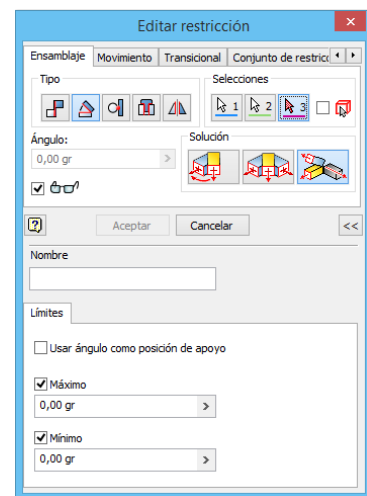 Editar restricción
Ensamblaje Movimiento Transicional Conjunto de restricc
Tipo Selecciones
1 2 3
Ángulo: Solución
0,00 gr
Aceptar Cancelar <<
Nombre
Límites
Usar ángulo como posición de apoyo
Máximo
0,00 gr
Mínimo
0,00 gr